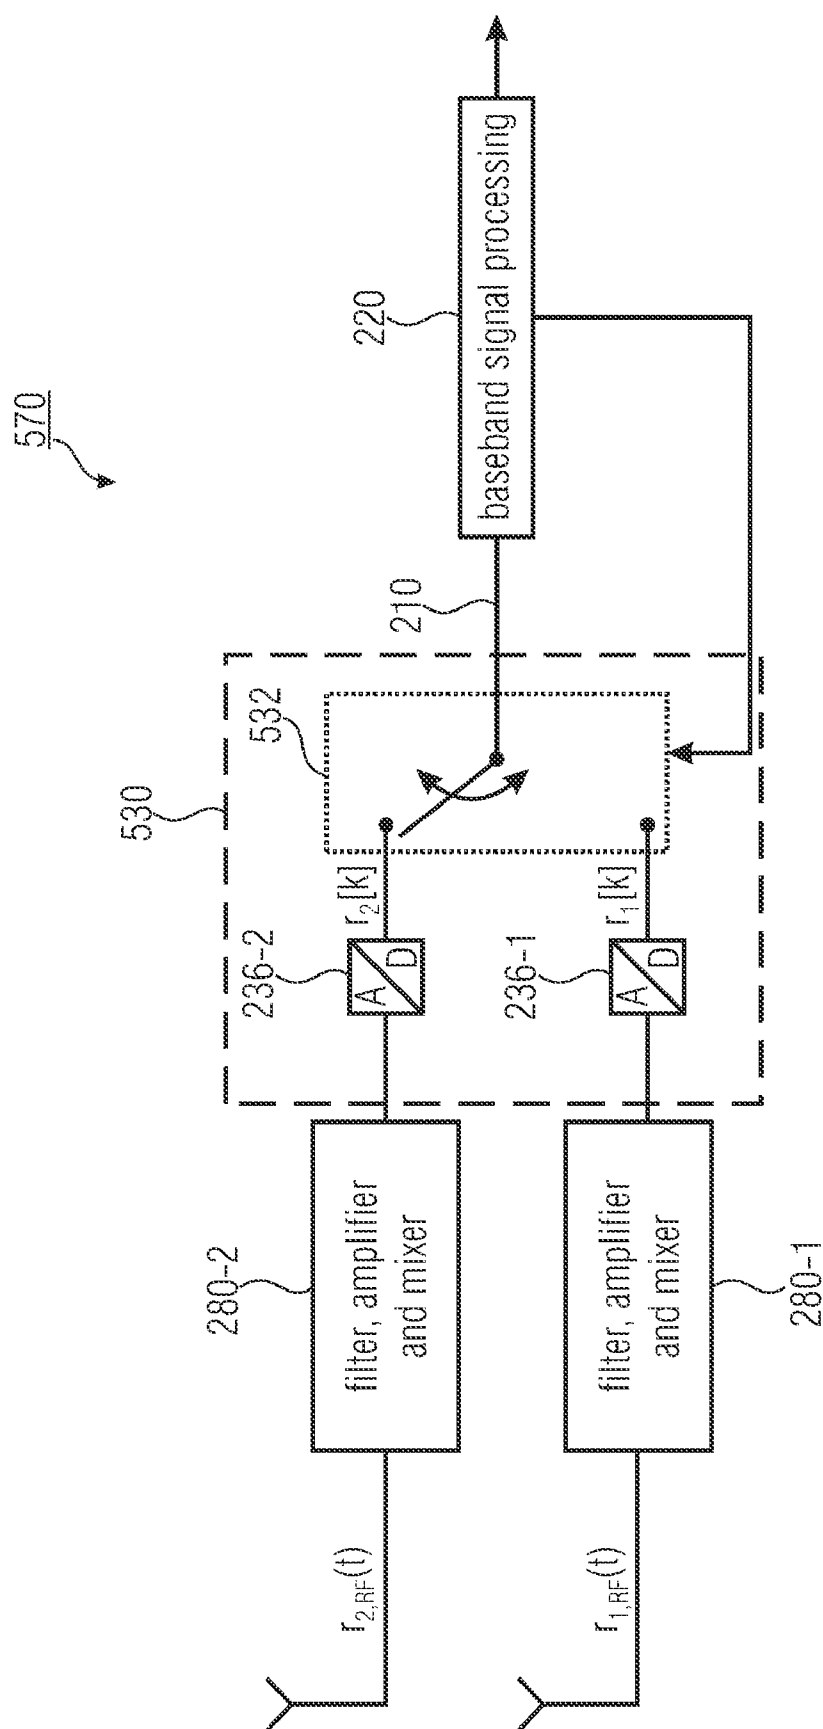 570
530
532
220
210
baseband signal processing
236-2
A
D
r2[k]
280-2
filter, amplifier
and mixer
r2,RF(t)
236-1
A
D
r1[k]
filter, amplifier
and mixer
280-1
r1,RF(t)